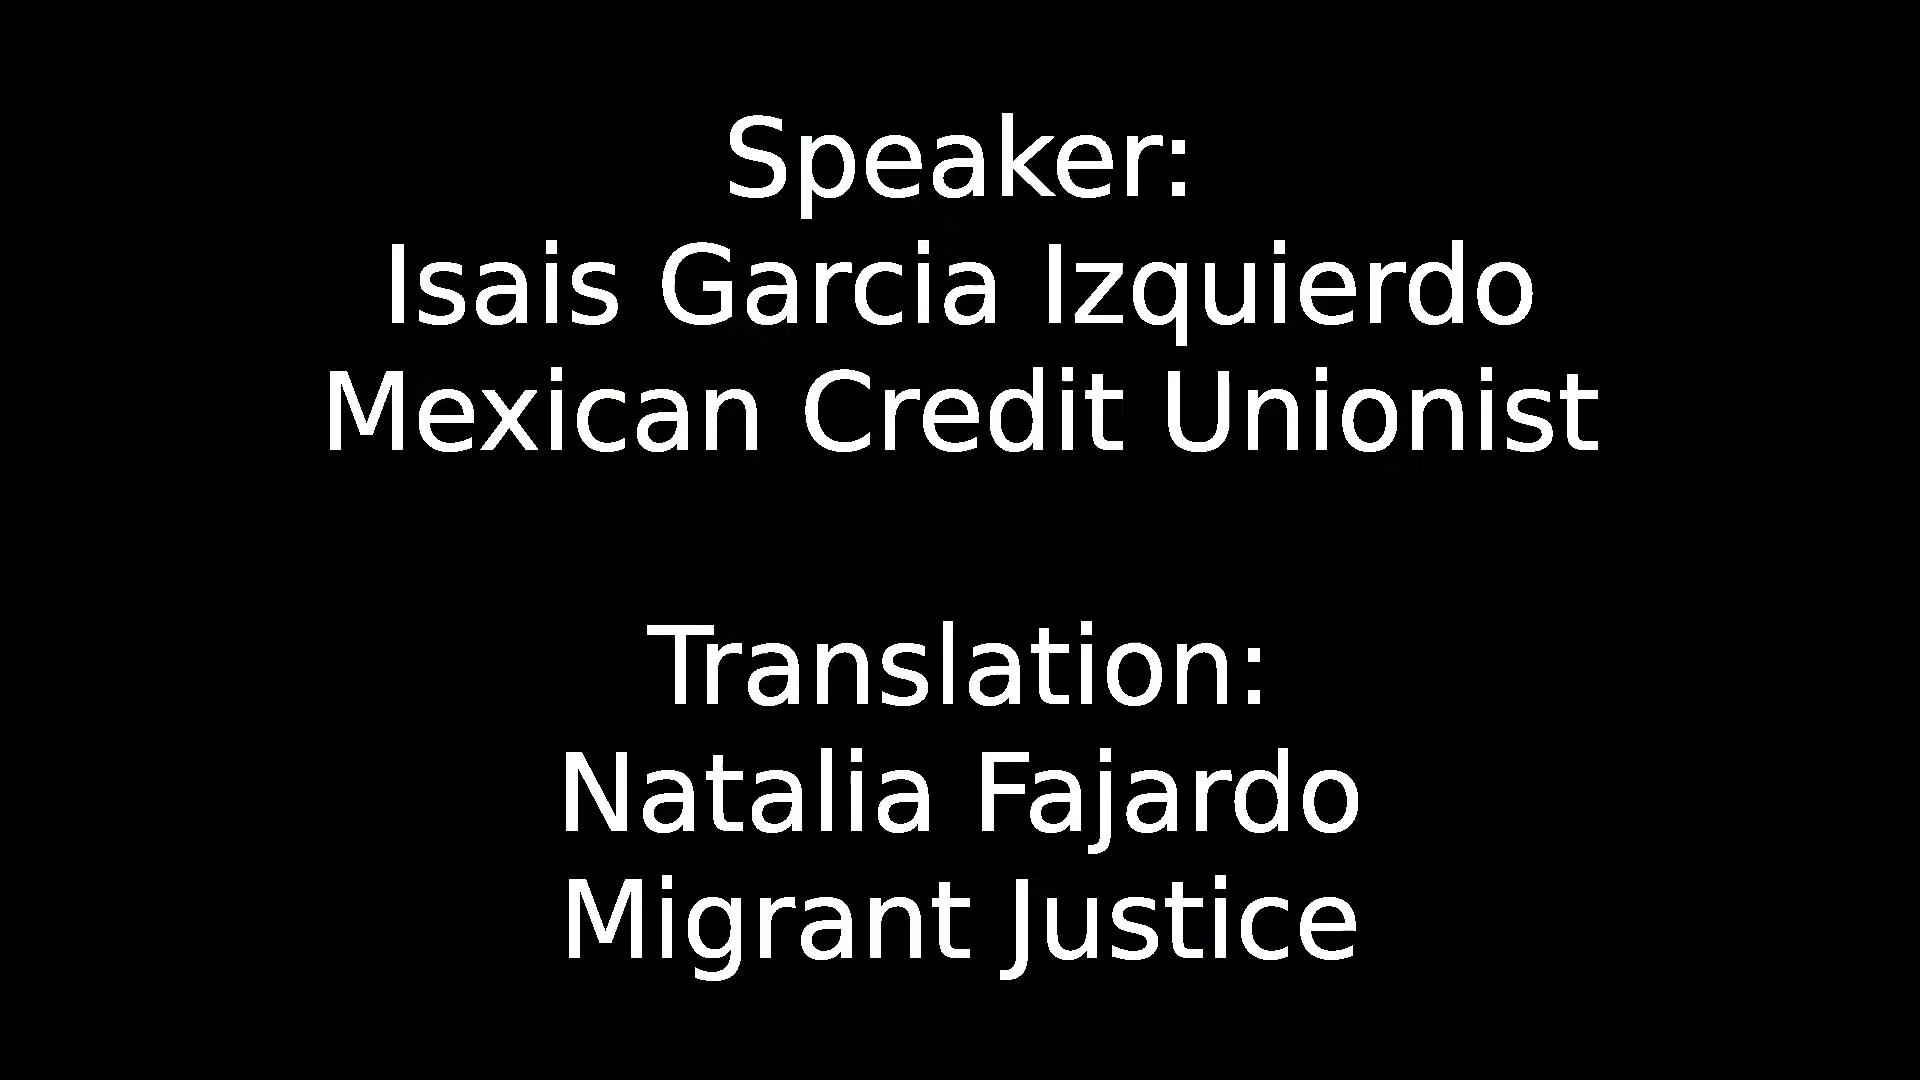 Speaker:
Isais Garcia Izquierdo
Mexican Credit Unionist
Translation:
Natalia Fajardo
Migrant Justice